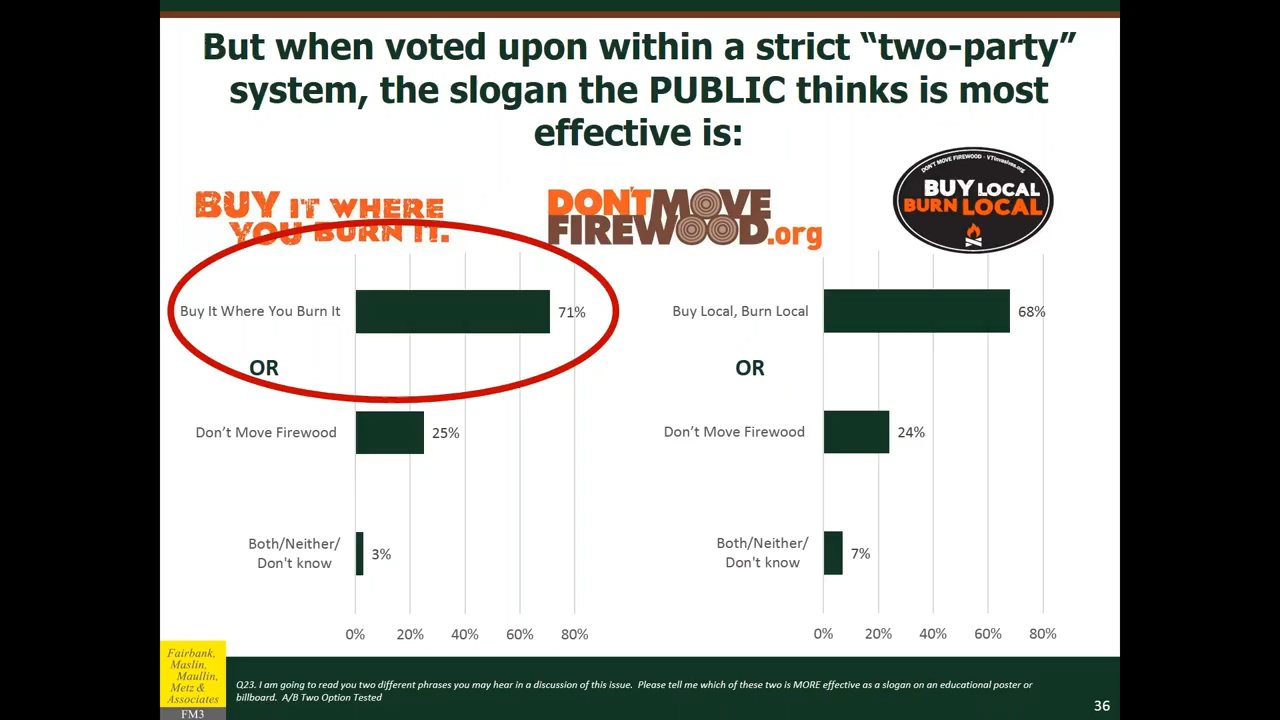 But when voted upon within a strict “two-party”
system, the slogan the PUBLIC thinks is most
effective is:
BUY IT WHERE
YOU BURN IT.
DON'T MOVE
FIREWOOD.org
DON'T MOVE FIREWOOD - VTinvasives.org
BUY LOCAL
BURN LOCAL
Buy It Where You Burn It
71%
OR
Don’t Move Firewood
25%
Both/Neither/
Don't know
3%
0% 20% 40% 60% 80%
Buy Local, Burn Local
68%
OR
Don’t Move Firewood
24%
Both/Neither/
Don't know
7%
0% 20% 40% 60% 80%
Fairbank,
Maslin,
Maullin,
Metz &
Associates
FM3
Q23. I am going to read you two different phrases you may hear in a discussion of this issue. Please tell me which of these two is MORE effective as a slogan on an educational poster or
billboard. A/B Two Option Tested
36